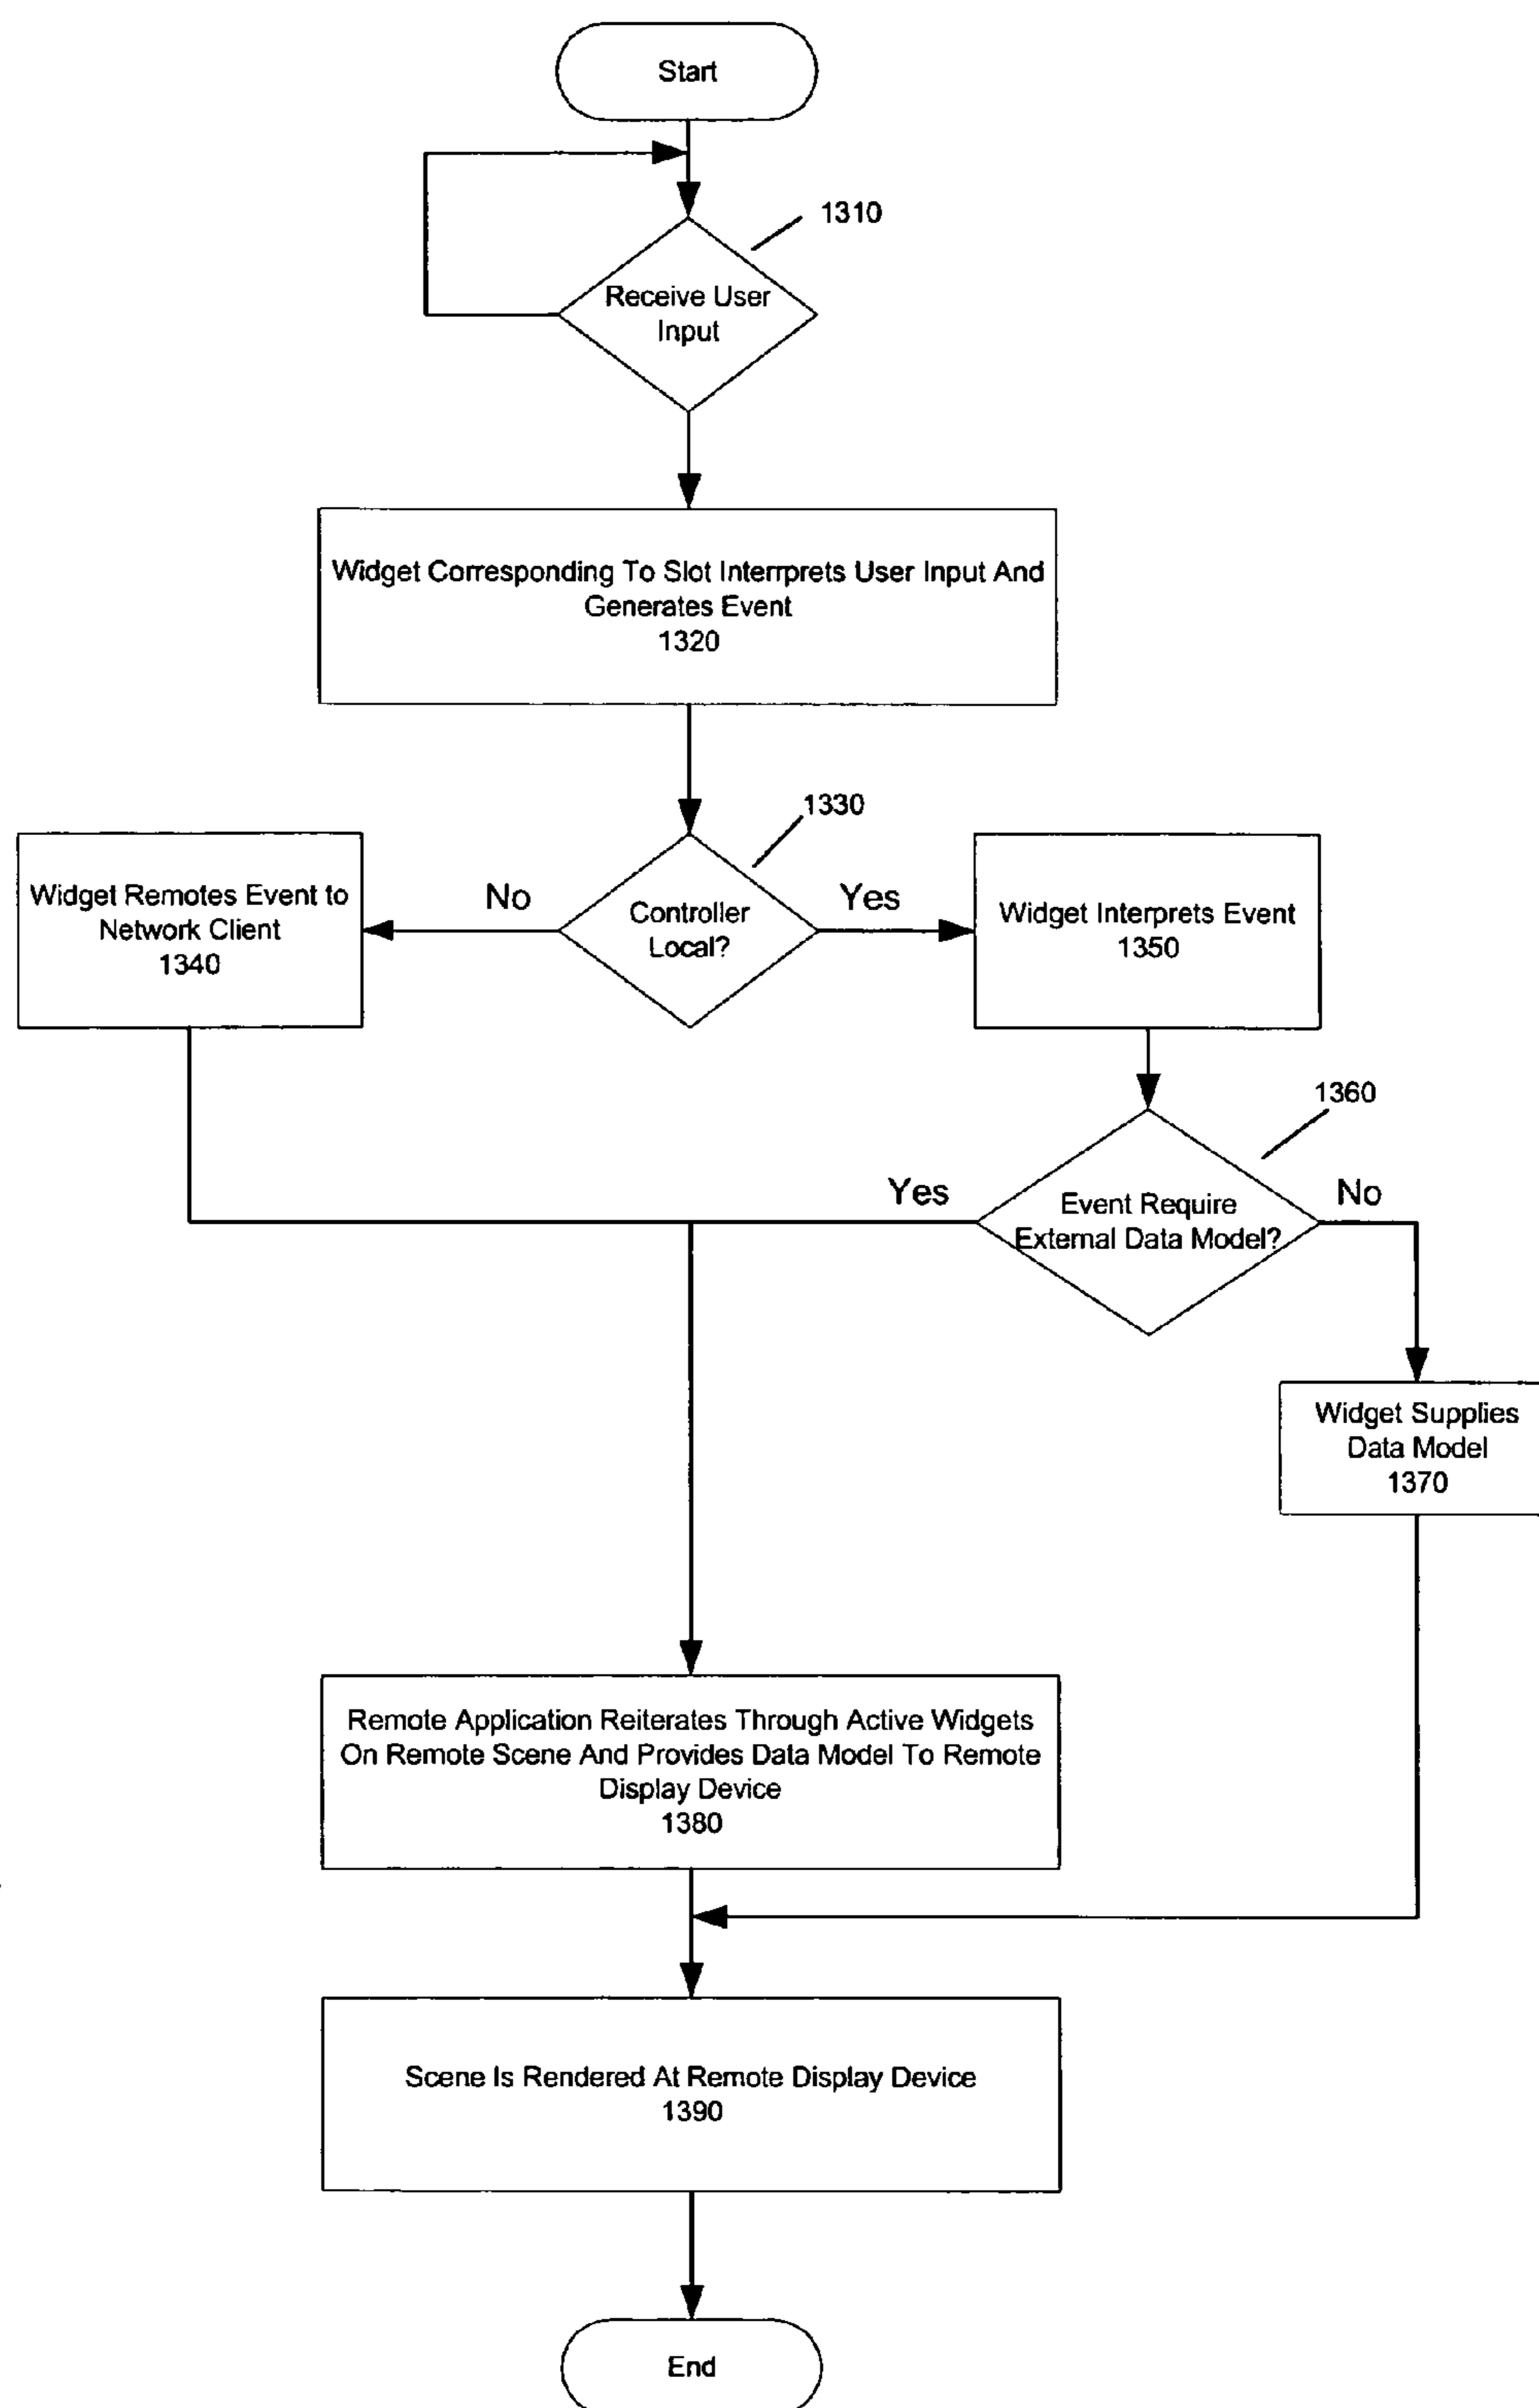 Start
1310
Receive User
Input
Widget Corresponding To Slot Interrprets User Input And
Generates Event
1320
1330
Widget Remotes Event to
Network Client
1340
No
Controller
Local?
Yes
Widget Interprets Event
1350
1360
Yes
Event Require
External Data Model?
No
Widget Supplies
Data Model
1370
Remote Application Reiterates Through Active Widgets
On Remote Scene And Provides Data Model To Remote
Display Device
1380
Scene Is Rendered At Remote Display Device
1390
End